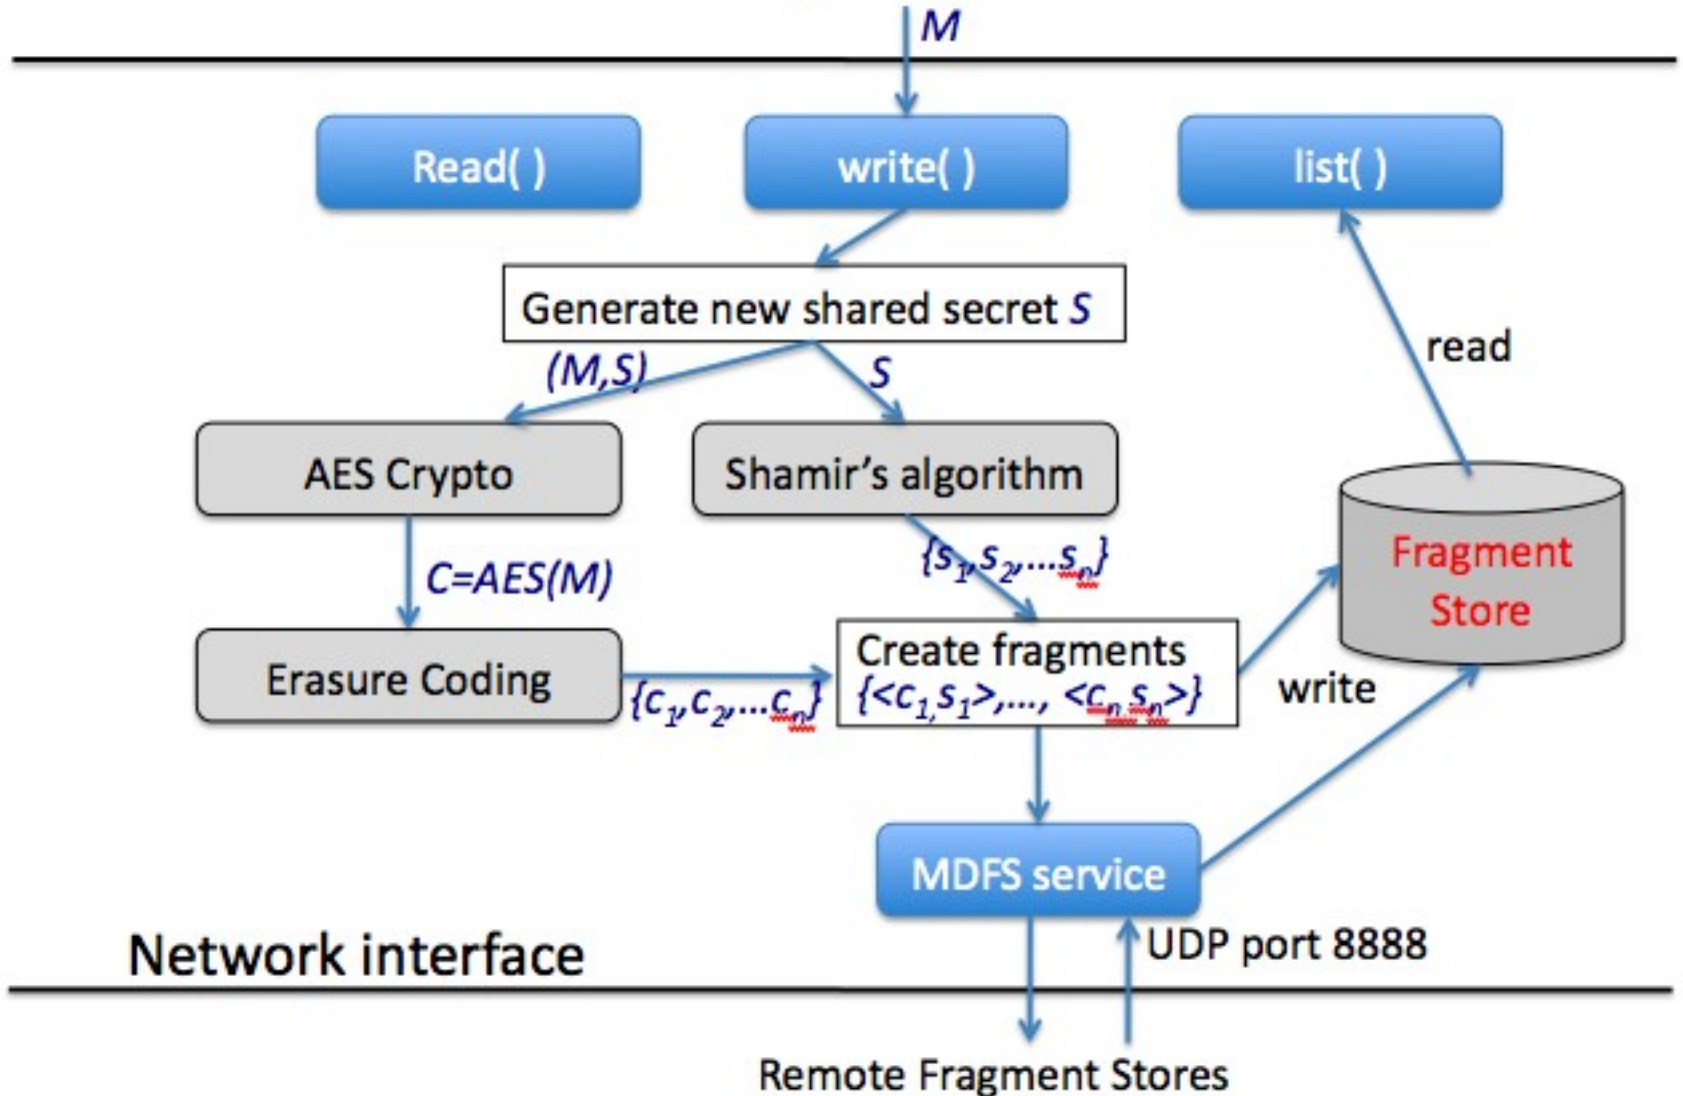 M
Read( )
write( )
list( )
Generate new shared secret S
(M,S)
S
read
AES Crypto
Shamir's algorithm
{s1,s2,...sn}
C=AES(M)
Fragment
Store
Erasure Coding
{c1,c2,...cn}
Create fragments
{<c1,s1>,..., <cn,sn>}
write
MDFS service
UDP port 8888
Network interface
Remote Fragment Stores